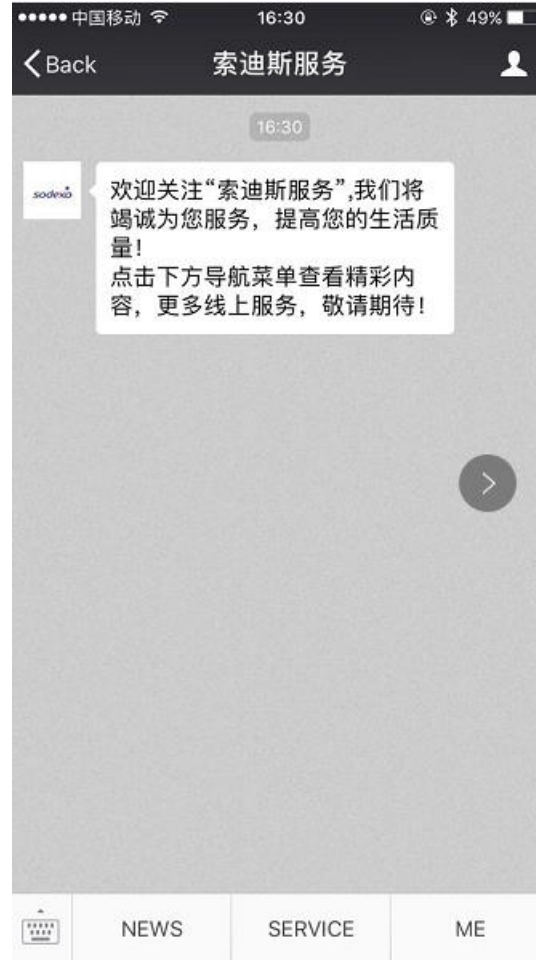 中国移动 16:30 49%
Back 索迪斯服务
16:30
sodexo
欢迎关注“索迪斯服务”,我们将
竭诚为您服务，提高您的生活质
量！
点击下方导航菜单查看精彩内
容，更多线上服务，敬请期待！
NEWS SERVICE ME